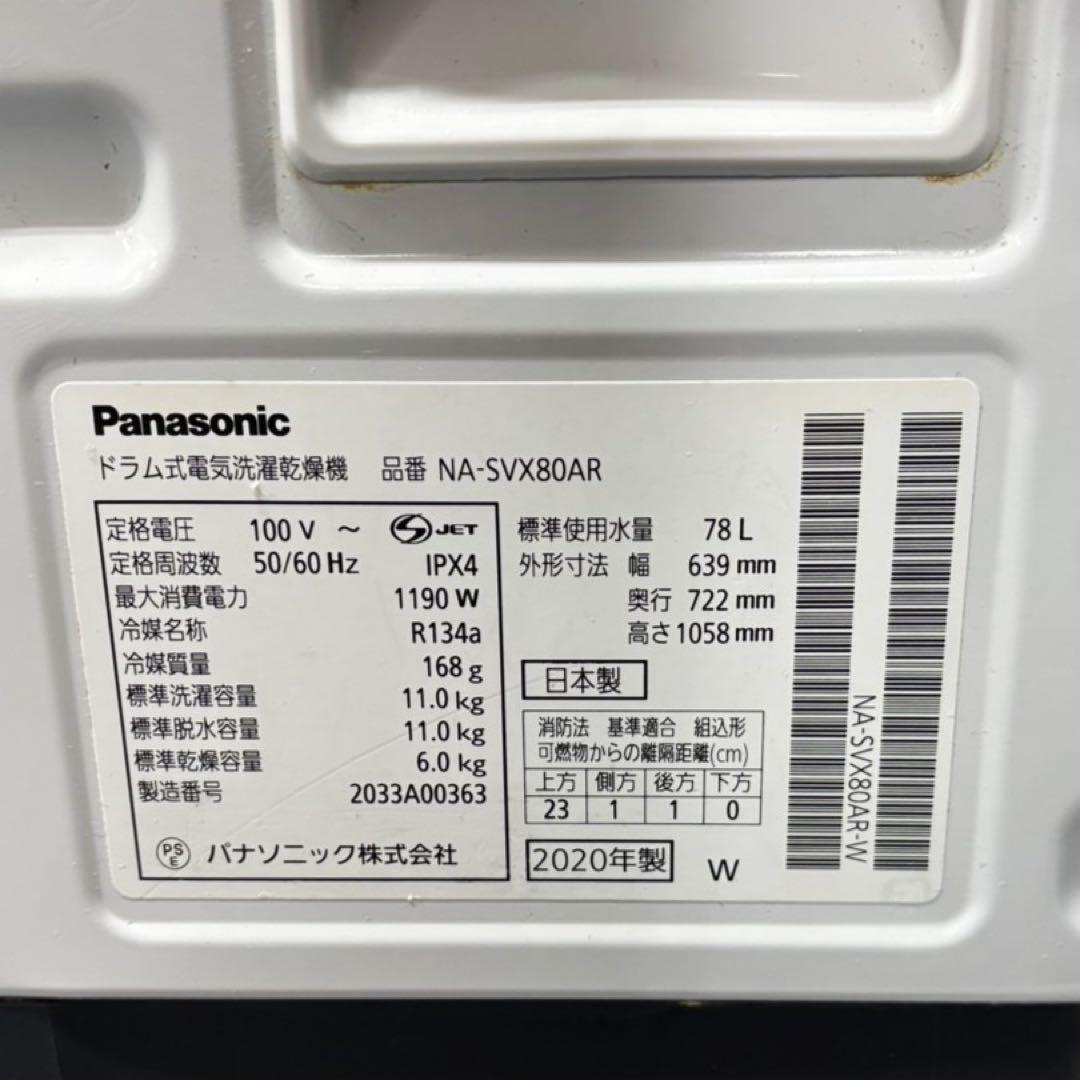 Panasonic
ドラム式電気洗濯乾燥機 品番 NA-SVX80AR
定格電圧 100 V ～ S JET
定格周波数 50/60 Hz IPX4
最大消費電力 1190 W
冷媒名称 R134a
冷媒質量 168 g
標準洗濯容量 11.0 kg
標準脱水容量 11.0 kg
標準乾燥容量 6.0 kg
製造番号 2033A00363
PS E パナソニック株式会社
標準使用水量 78 L
外形寸法 幅 639 mm
奥行 722 mm
高さ 1058 mm
日本製
消防法 基準適合 組込形
可燃物からの離隔距離(cm)
上方 側方 後方 下方
23 1 1 0
2020年製 W
NA-SVX80AR-W